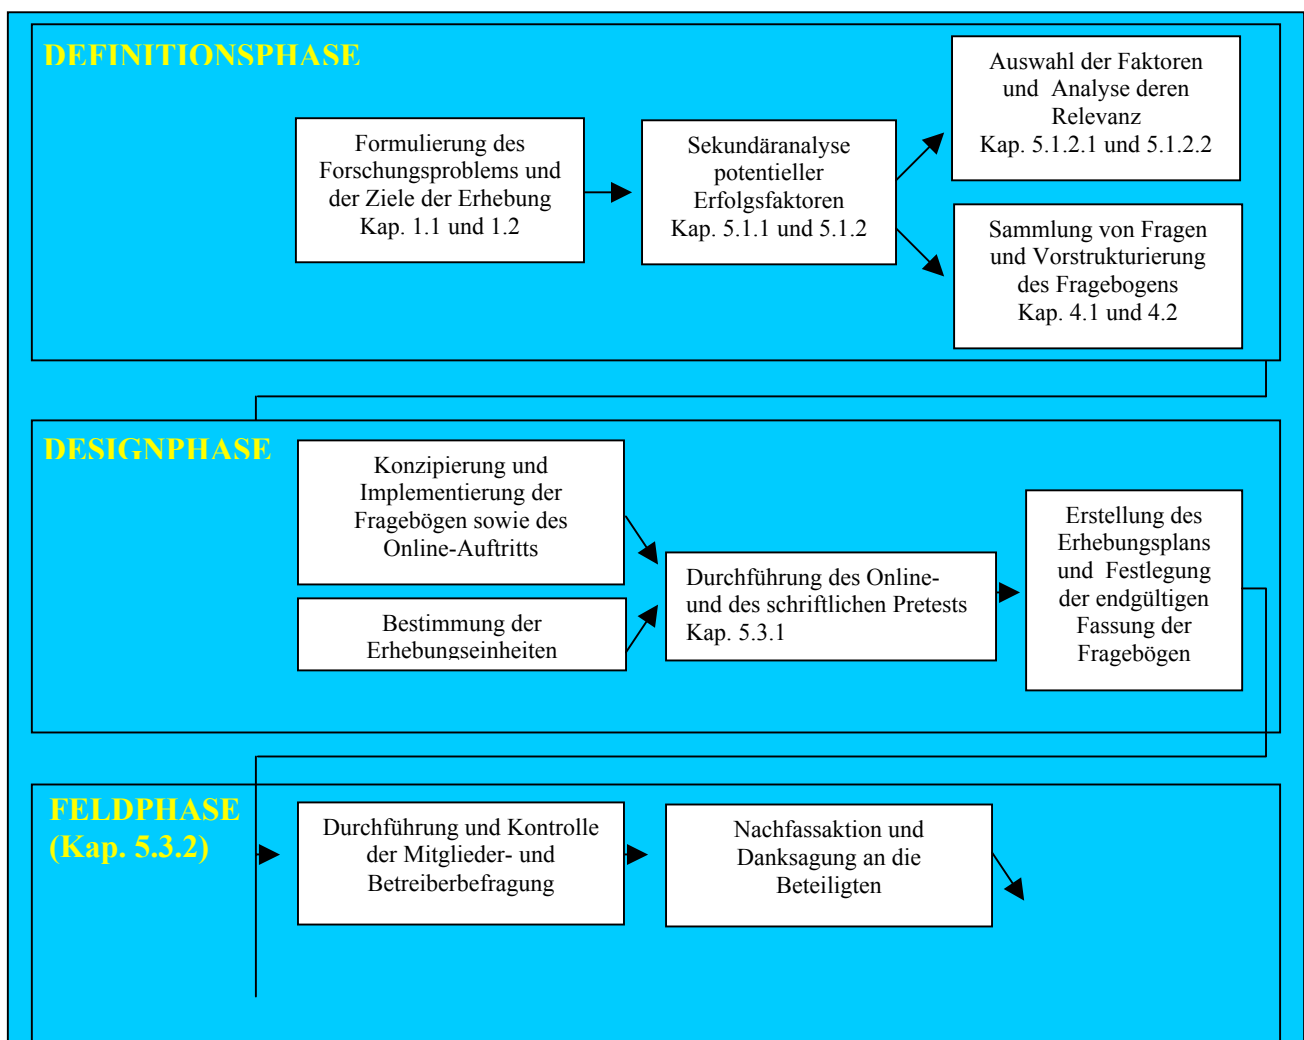 DEFINITIONSPHASE
Formulierung des
Forschungsproblems und
der Ziele der Erhebung
Kap. 1.1 und 1.2
Sekundäranalyse
potentieller
Erfolgsfaktoren
Kap. 5.1.1 und 5.1.2
Auswahl der Faktoren
und Analyse deren
Relevanz
Kap. 5.1.2.1 und 5.1.2.2
Sammlung von Fragen
und Vorstrukturierung
des Fragebogens
Kap. 4.1 und 4.2
DESIGNPHASE
Konzipierung und
Implementierung der
Fragebögen sowie des
Online-Auftritts
Bestimmung der
Erhebungseinheiten
Durchführung des Online-
und des schriftlichen Pretests
Kap. 5.3.1
Erstellung des
Erhebungsplans
und Festlegung
der endgültigen
Fassung der
Fragebögen
FELDPHASE
(Kap. 5.3.2)
Durchführung und Kontrolle
der Mitglieder- und
Betreiberbefragung
Nachfassaktion und
Danksagung an die
Beteiligten